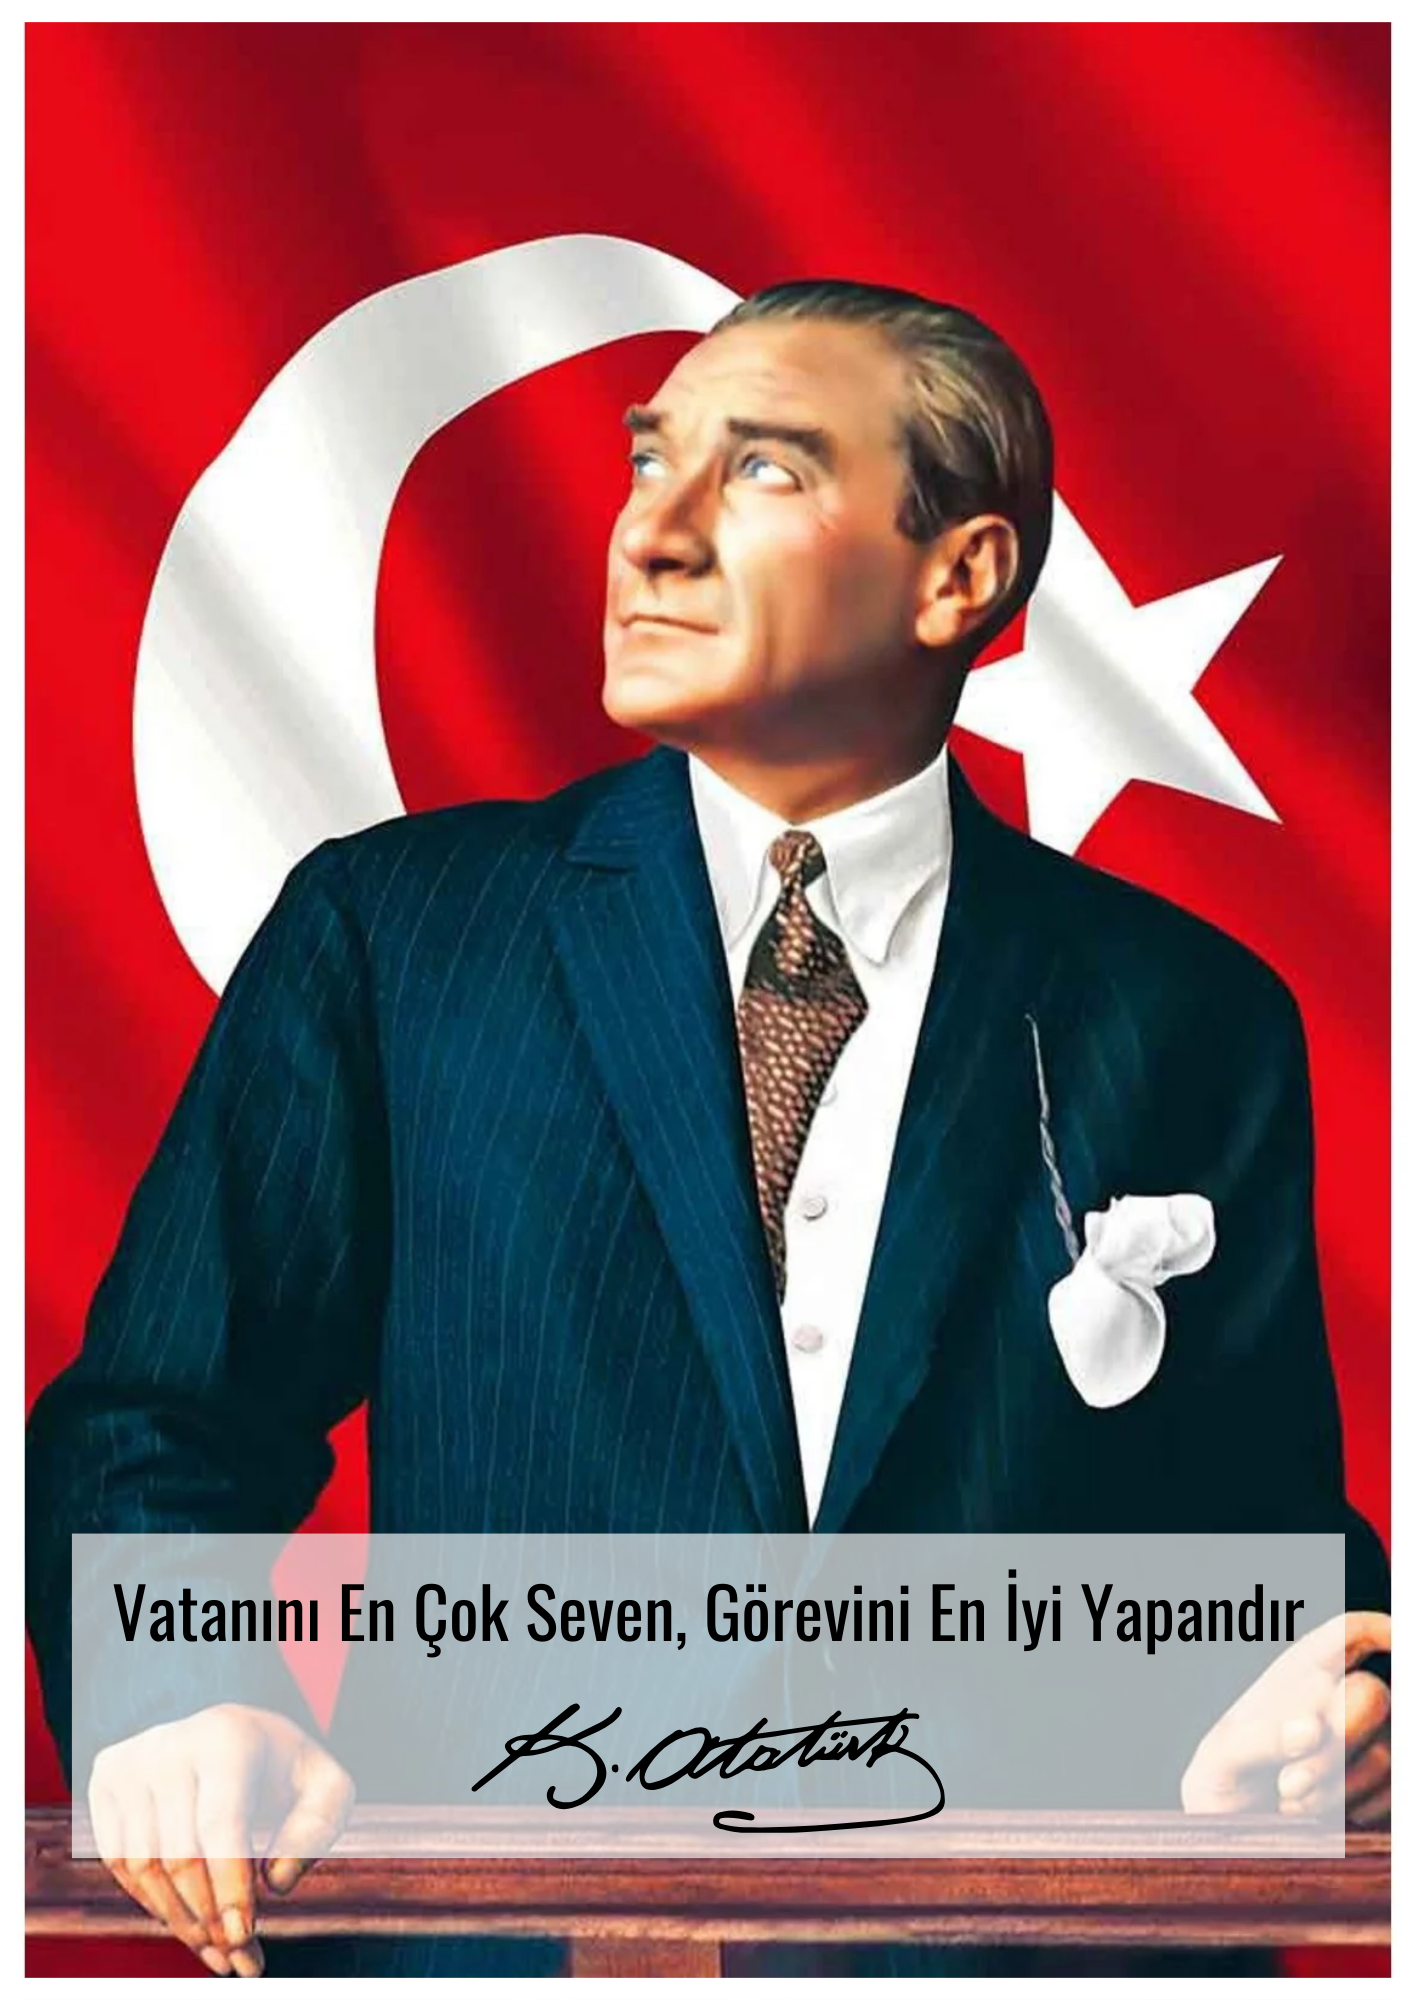 Vatanını En Çok Seven, Görevini En İyi Yapandır
K. Atatürk